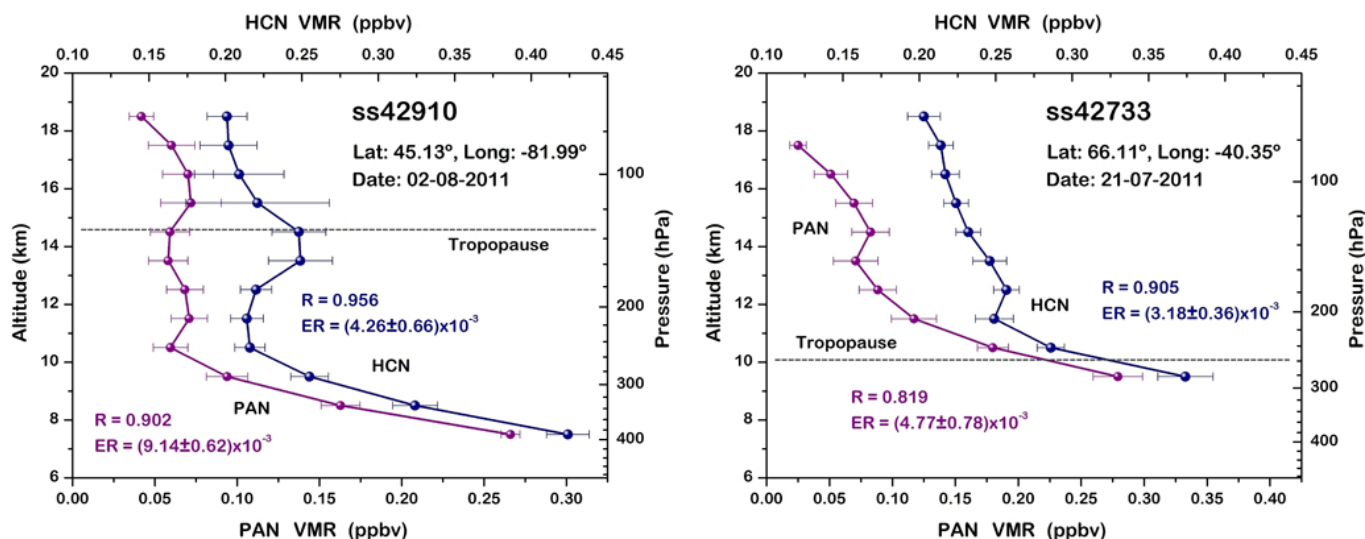 HCN VMR (ppbv)
0.10 0.15 0.20 0.25 0.30 0.35 0.40 0.45
20
18
16
14
12
10
8
6
Altitude (km)
ss42910
Lat: 45.13º, Long: -81.99º
Date: 02-08-2011
Tropopause
R = 0.956
ER = (4.26±0.66)x10⁻³
HCN
PAN
R = 0.902
ER = (9.14±0.62)x10⁻³
100
200
300
400
Pressure (hPa)
0.00 0.05 0.10 0.15 0.20 0.25 0.30
PAN VMR (ppbv)
HCN VMR (ppbv)
0.10 0.15 0.20 0.25 0.30 0.35 0.40 0.45
20
18
16
14
12
10
8
6
Altitude (km)
ss42733
Lat: 66.11º, Long: -40.35º
Date: 21-07-2011
PAN
HCN
R = 0.905
ER = (3.18±0.36)x10⁻³
Tropopause
R = 0.819
ER = (4.77±0.78)x10⁻³
100
200
300
400
Pressure (hPa)
0.00 0.05 0.10 0.15 0.20 0.25 0.30 0.35 0.40
PAN VMR (ppbv)